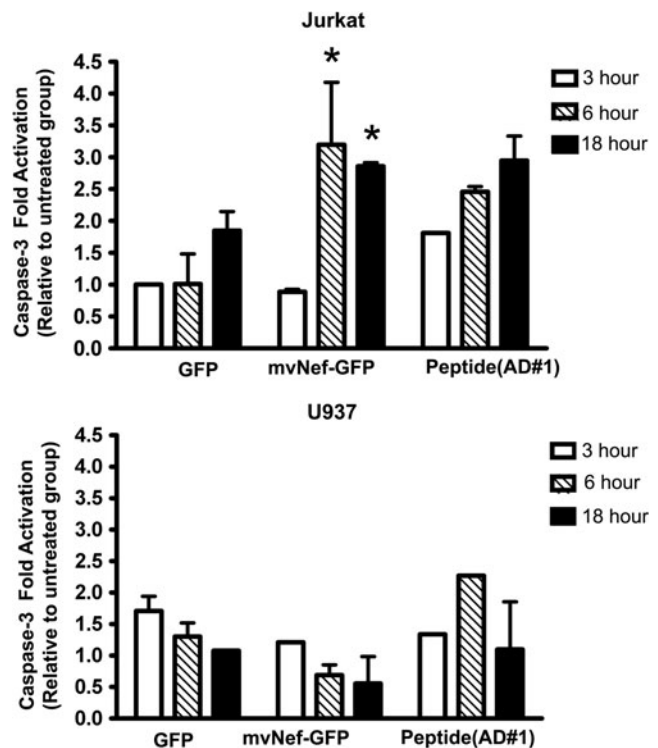 Jurkat
Caspase-3 Fold Activation
(Relative to untreated group)
4.5
4.0
3.5
3.0
2.5
2.0
1.5
1.0
0.5
0.0
*
*
3 hour
6 hour
18 hour
GFP
mvNef-GFP
Peptide(AD#1)
U937
Caspase-3 Fold Activation
(Relative to untreated group)
4.5
4.0
3.5
3.0
2.5
2.0
1.5
1.0
0.5
0.0
3 hour
6 hour
18 hour
GFP
mvNef-GFP
Peptide(AD#1)